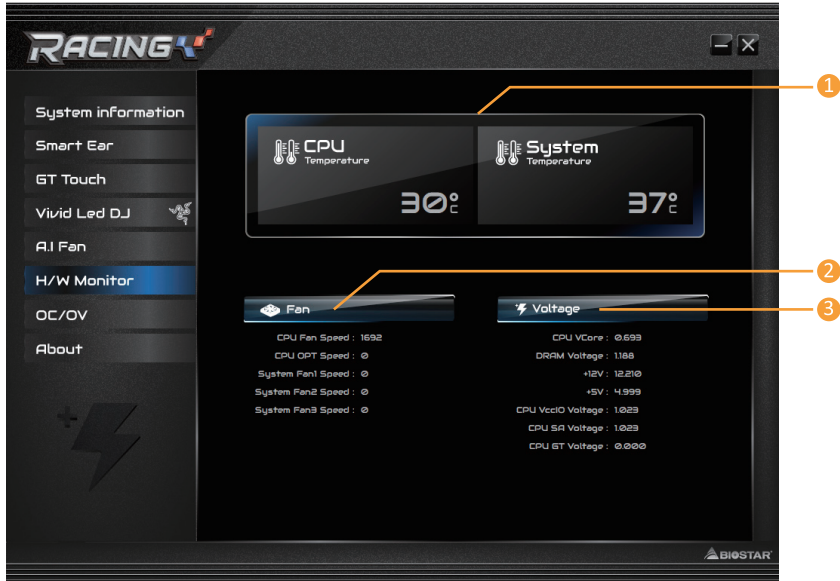 RACING
System information
Smart Ear
GT Touch
Vivid Led DJ
A.I Fan
H/W Monitor
OC/OV
About
1
CPU
Temperature
30°C
System
Temperature
37°C
2
Fan
CPU Fan Speed : 1692
CPU OPT Speed : 0
System Fan1 Speed : 0
System Fan2 Speed : 0
System Fan3 Speed : 0
3
Voltage
CPU VCore : 0.693
DRAM Voltage : 1.188
+12V : 12.210
+5V : 4.999
CPU VccIO Voltage : 1.023
CPU SA Voltage : 1.023
CPU GT Voltage : 0.000
BIOSTAR